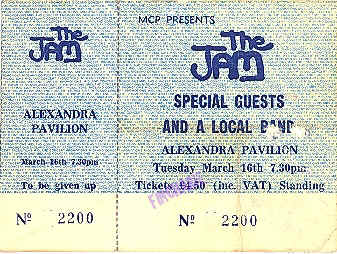 The
JAM
ALEXANDRA
PAVILION
March 16th 7.30pm
To be given up
Nº 2200
MCP PRESENTS
The
JAM
SPECIAL GUESTS
AND A LOCAL BAND
ALEXANDRA PAVILION
Tuesday March 16th 7.30pm
Tickets £4.50 (inc. VAT) Standing
Nº 2200